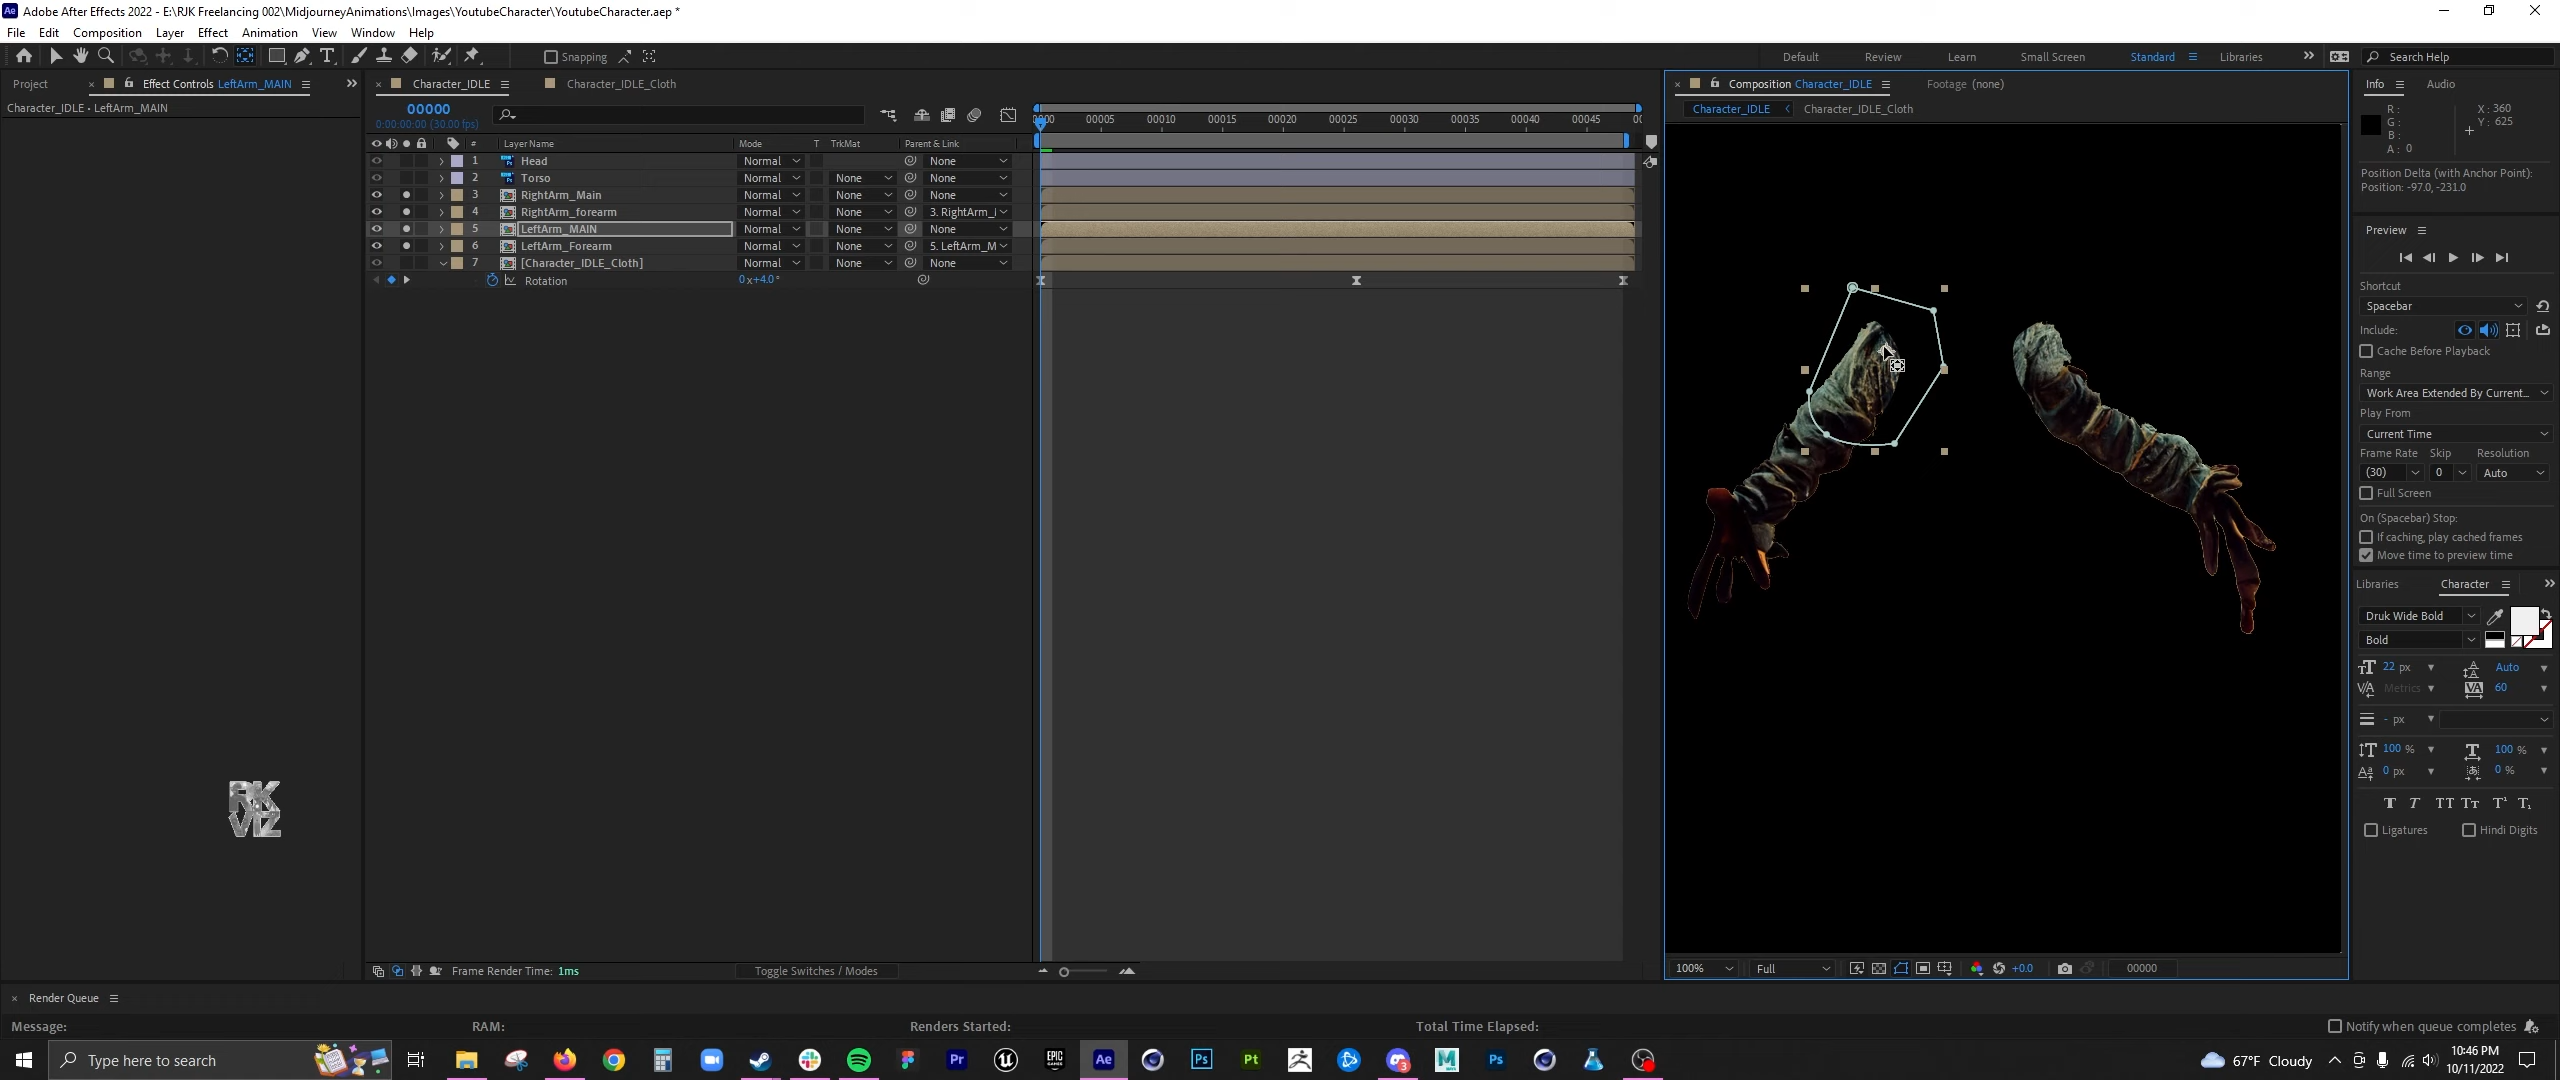 Adobe After Effects 2022 - E:\RJK Freelancing 002\MidjourneyAnimations\Images\YoutubeCharacter\YoutubeCharacter.aep *
File Edit Composition Layer Effect Animation View Window Help
Snapping
Default Review Learn Small Screen Standard Libraries Search Help
Project Effect Controls LeftArm_MAIN
Character_IDLE • LeftArm_MAIN
Character_IDLE Character_IDLE_Cloth
Composition Character_IDLE Footage (none)
Character_IDLE Character_IDLE_Cloth
00000
0:00:00:00 (30.00 fps)
0000 00005 00010 00015 00020 00025 00030 00035 00040 00045 00
# Layer Name Mode T TrkMat Parent & Link
1 Head Normal None
2 Torso Normal None None
3 RightArm_Main Normal None None
4 RightArm_forearm Normal None 3. RightArm_I
5 LeftArm_MAIN Normal None None
6 LeftArm_Forearm Normal None 5. LeftArm_M
7 [Character_IDLE_Cloth] Normal None None
Rotation 0x+4.0°
Info Audio
R: X: 360
G: Y: 625
B:
A: 0
Position Delta (with Anchor Point):
Position: -97.0, -231.0
Preview
Shortcut
Spacebar
Include:
Cache Before Playback
Range
Work Area Extended By Current...
Play From
Current Time
Frame Rate Skip Resolution
(30) 0 Auto
Full Screen
On (Spacebar) Stop:
If caching, play cached frames
Move time to preview time
Libraries Character
Druk Wide Bold
Bold
22 px Auto
Metrics 60
- px
100 % 100 %
0 px 0 %
Ligatures Hindi Digits
RK
VIZ
Frame Render Time: 1ms Toggle Switches / Modes
100% Full +0.0 00000
Render Queue
Message: RAM: Renders Started: Total Time Elapsed: Notify when queue completes
Type here to search
67°F Cloudy
10:46 PM
10/11/2022